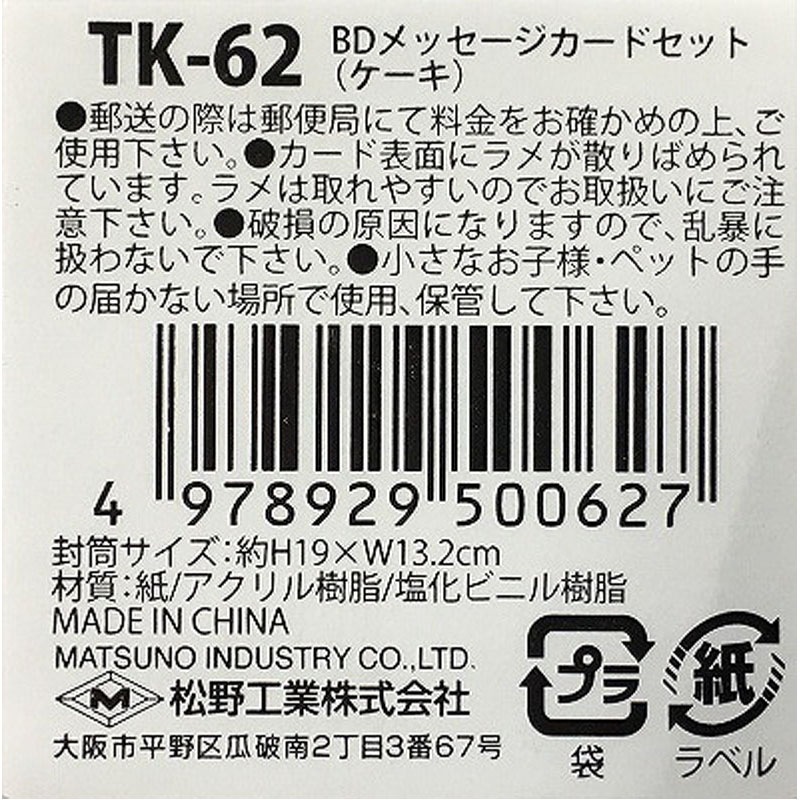 TK-62 BDメッセージカードセット
(ケーキ)
●郵送の際は郵便局にて料金をお確かめの上、ご
使用下さい。●カード表面にラメが散りばめられ
ています。ラメは取れやすいのでお取扱いにご注
意下さい。●破損の原因になりますので、乱暴に
扱わないで下さい。●小さなお子様・ペットの手
の届かない場所で使用、保管して下さい。
4 978929 500627
封筒サイズ:約H19×W13.2cm
材質:紙/アクリル樹脂/塩化ビニル樹脂
MADE IN CHINA
MATSUNO INDUSTRY CO.,LTD.
M 松野工業株式会社
大阪市平野区瓜破南2丁目3番67号
プラ
袋
紙
ラベル